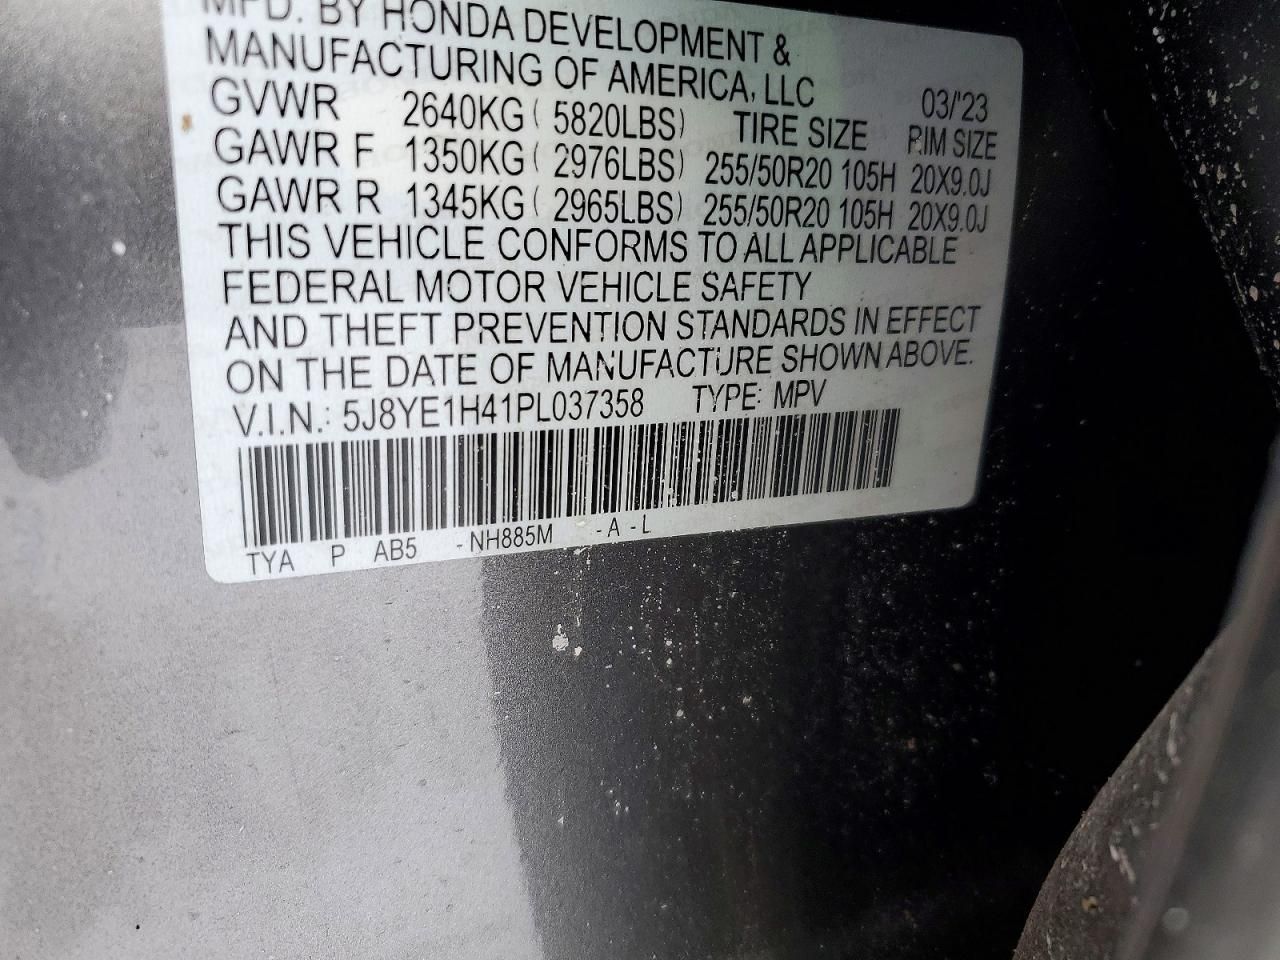 MFD. BY HONDA DEVELOPMENT &
MANUFACTURING OF AMERICA, LLC 03/'23
GVWR 2640KG ( 5820LBS) TIRE SIZE RIM SIZE
GAWR F 1350KG ( 2976LBS) 255/50R20 105H 20X9.0J
GAWR R 1345KG ( 2965LBS) 255/50R20 105H 20X9.0J
THIS VEHICLE CONFORMS TO ALL APPLICABLE
FEDERAL MOTOR VEHICLE SAFETY
AND THEFT PREVENTION STANDARDS IN EFFECT
ON THE DATE OF MANUFACTURE SHOWN ABOVE.
V.I.N.: 5J8YE1H41PL037358 TYPE: MPV
TYA P AB5 -NH885M -A -L